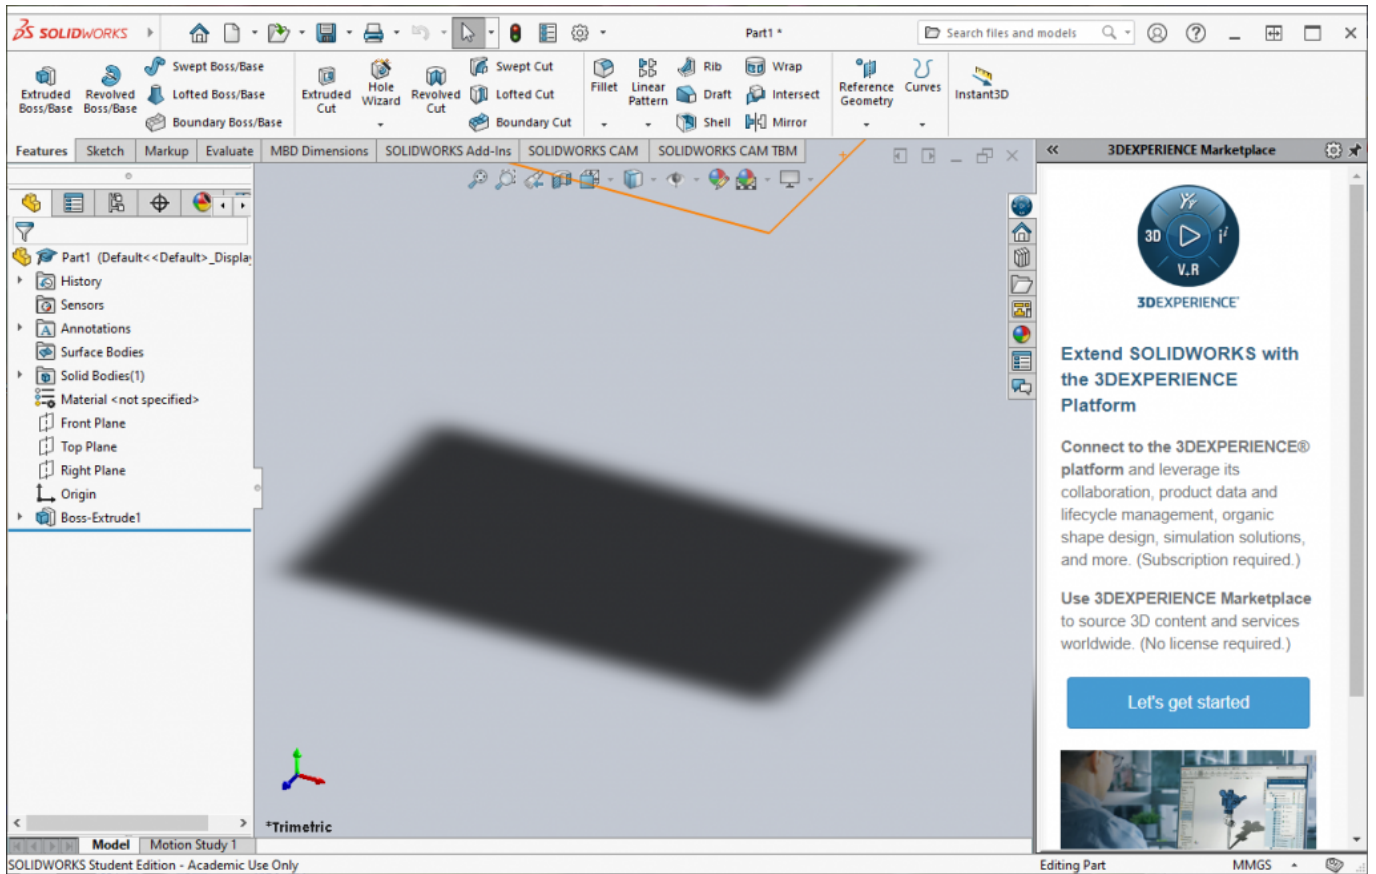 SOLIDWORKS
Part1 *
Search files and models
Extruded Boss/Base
Revolved Boss/Base
Swept Boss/Base
Lofted Boss/Base
Boundary Boss/Base
Extruded Cut
Hole Wizard
Revolved Cut
Swept Cut
Lofted Cut
Boundary Cut
Fillet
Linear Pattern
Rib
Draft
Shell
Wrap
Intersect
Mirror
Reference Geometry
Curves
Instant3D
Features
Sketch
Markup
Evaluate
MBD Dimensions
SOLIDWORKS Add-Ins
SOLIDWORKS CAM
SOLIDWORKS CAM TBM
Part1 (Default<<Default>_Display
History
Sensors
Annotations
Surface Bodies
Solid Bodies(1)
Material <not specified>
Front Plane
Top Plane
Right Plane
Origin
Boss-Extrude1
*Trimetric
Model
Motion Study 1
SOLIDWORKS Student Edition - Academic Use Only
3DEXPERIENCE Marketplace
3D
V.R
3DEXPERIENCE
Extend SOLIDWORKS with
the 3DEXPERIENCE
Platform
Connect to the 3DEXPERIENCE®
platform and leverage its
collaboration, product data and
lifecycle management, organic
shape design, simulation solutions,
and more. (Subscription required.)
Use 3DEXPERIENCE Marketplace
to source 3D content and services
worldwide. (No license required.)
Let's get started
Editing Part
MMGS